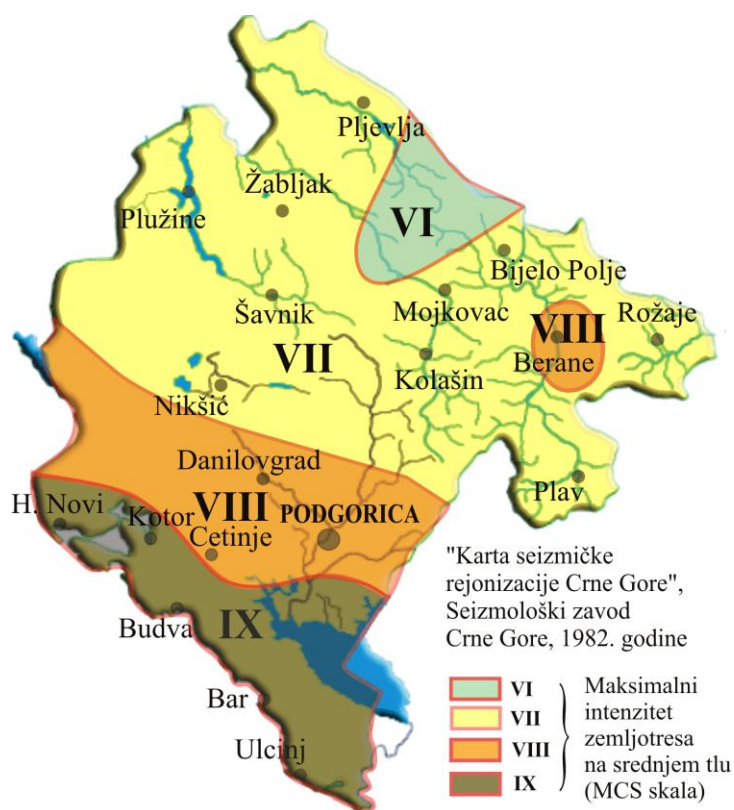 Pljevlja
Žabljak
Plužine
VI
Bijelo Polje
Mojkovac
Šavnik
VIII
Rožaje
VII
Berane
Kolašin
Nikšić
Danilovgrad
Plav
H. Novi
Kotor
VIII
PODGORICA
Cetinje
"Karta seizmičke
rejonizacije Crne Gore",
Seizmološki zavod
Crne Gore, 1982. godine
Budva
IX
Bar
Ulcinj
VI
VII
VIII
IX
Maksimalni
intenzitet
zemljotresa
na srednjem tlu
(MCS skala)